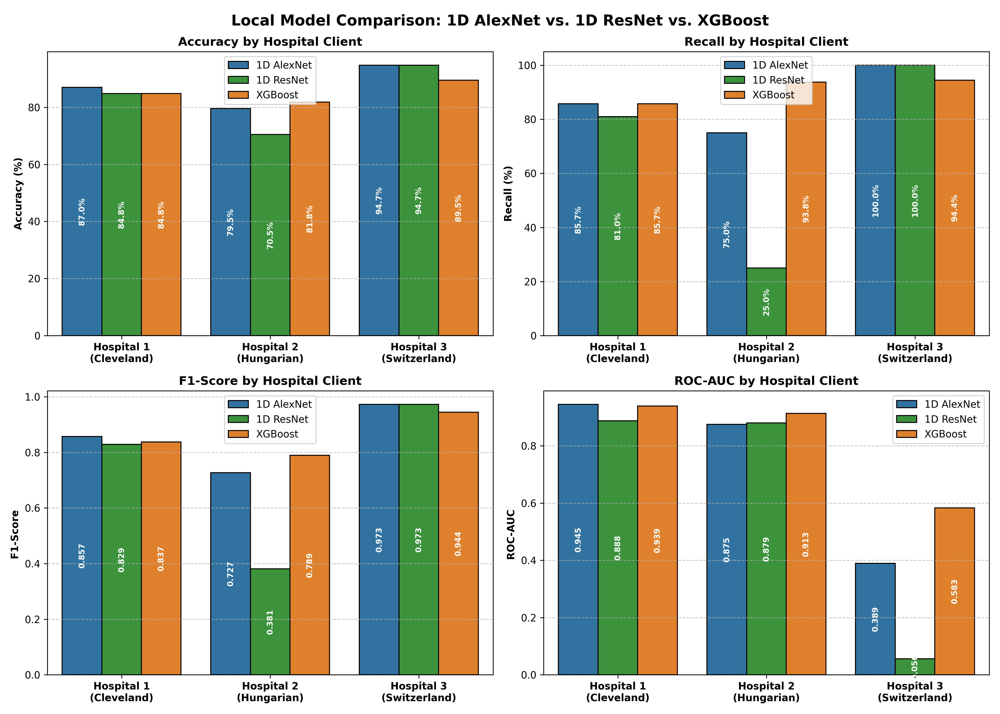 Local Model Comparison: 1D AlexNet vs. 1D ResNet vs. XGBoost
Accuracy by Hospital Client
Accuracy (%)
80
60
40
20
0
1D AlexNet
1D ResNet
XGBoost
87.0%
84.8%
84.8%
79.5%
70.5%
81.8%
94.7%
94.7%
89.5%
Hospital 1
(Cleveland)
Hospital 2
(Hungarian)
Hospital 3
(Switzerland)
Recall by Hospital Client
Recall (%)
100
80
60
40
20
0
1D AlexNet
1D ResNet
XGBoost
85.7%
81.0%
85.7%
75.0%
25.0%
93.8%
100.0%
100.0%
94.4%
Hospital 1
(Cleveland)
Hospital 2
(Hungarian)
Hospital 3
(Switzerland)
F1-Score by Hospital Client
F1-Score
1.0
0.8
0.6
0.4
0.2
0.0
1D AlexNet
1D ResNet
XGBoost
0.857
0.829
0.837
0.727
0.381
0.789
0.973
0.973
0.944
Hospital 1
(Cleveland)
Hospital 2
(Hungarian)
Hospital 3
(Switzerland)
ROC-AUC by Hospital Client
ROC-AUC
0.8
0.6
0.4
0.2
0.0
1D AlexNet
1D ResNet
XGBoost
0.945
0.888
0.939
0.875
0.879
0.913
0.389
0.583
Hospital 1
(Cleveland)
Hospital 2
(Hungarian)
Hospital 3
(Switzerland)